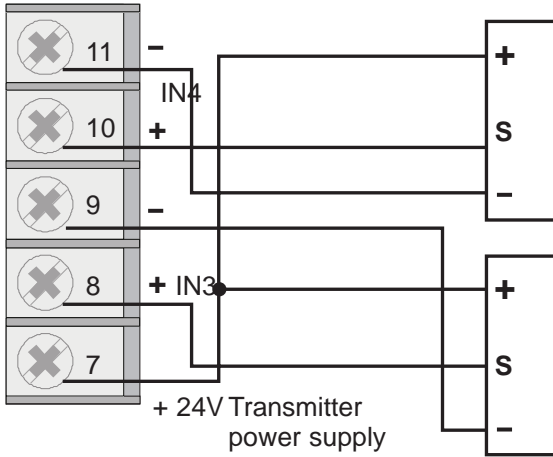 11 –
IN4
10 +
9 –
8 + IN3
7
+ 24V Transmitter
power supply
+
S
–
+
S
–